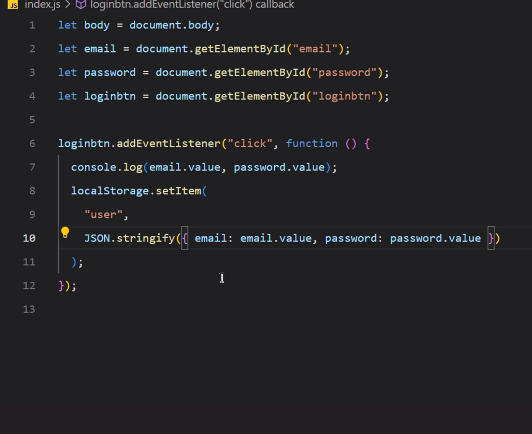 JS index.js > loginbtn.addEventListener("click") callback
1 let body = document.body;
2 let email = document.getElementById("email");
3 let password = document.getElementById("password");
4 let loginbtn = document.getElementById("loginbtn");
5
6 loginbtn.addEventListener("click", function () {
7 console.log(email.value, password.value);
8 localStorage.setItem(
9 "user",
10 JSON.stringify({ email: email.value, password: password.value })
11 );
12 });
13